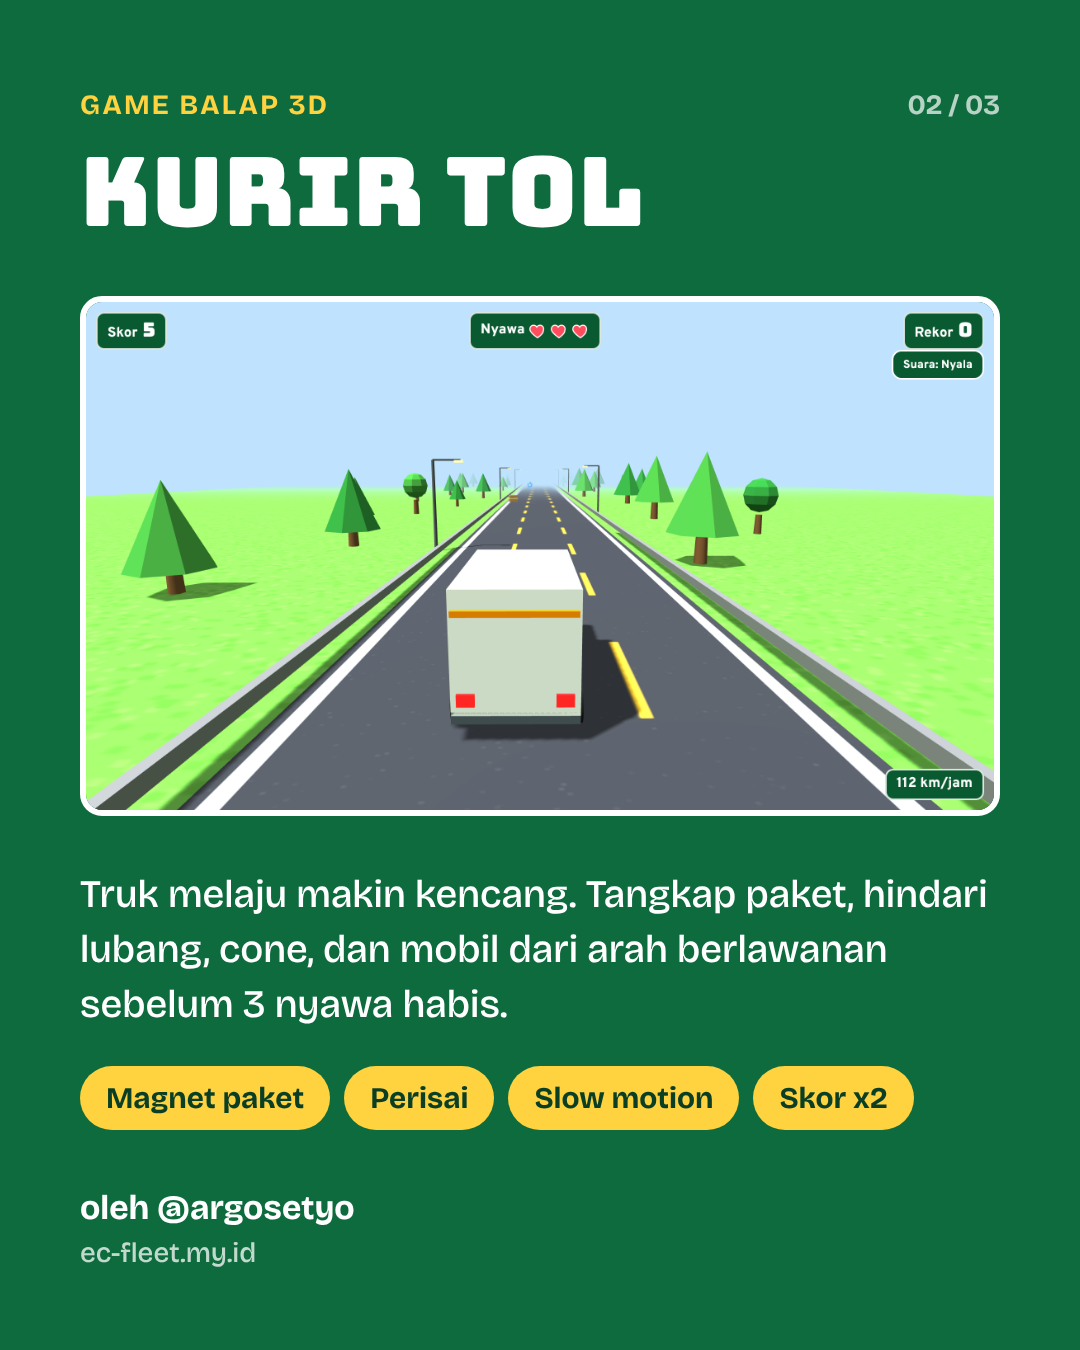 GAME BALAP 3D
02 / 03
KURIR TOL
Skor 5
Nyawa
Rekor 0
Suara: Nyala
112 km/jam
Truk melaju makin kencang. Tangkap paket, hindari
lubang, cone, dan mobil dari arah berlawanan
sebelum 3 nyawa habis.
Magnet paket
Perisai
Slow motion
Skor x2
oleh @argosetyo
ec-fleet.my.id